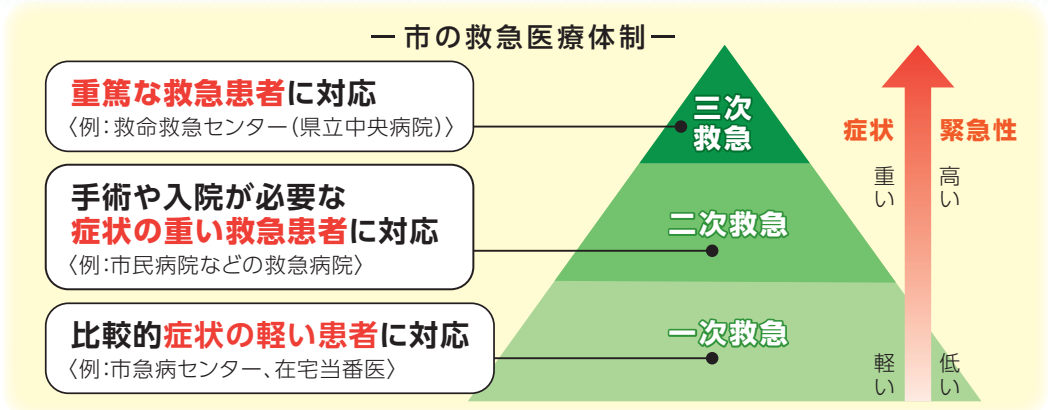 ―市の救急医療体制―
重篤な救急患者に対応
〈例：救命救急センター（県立中央病院）〉
手術や入院が必要な
症状の重い救急患者に対応
〈例：市民病院などの救急病院〉
比較的症状の軽い患者に対応
〈例：市急病センター、在宅当番医〉
三次
救急
二次救急
一次救急
症状
重い
軽い
緊急性
高い
低い